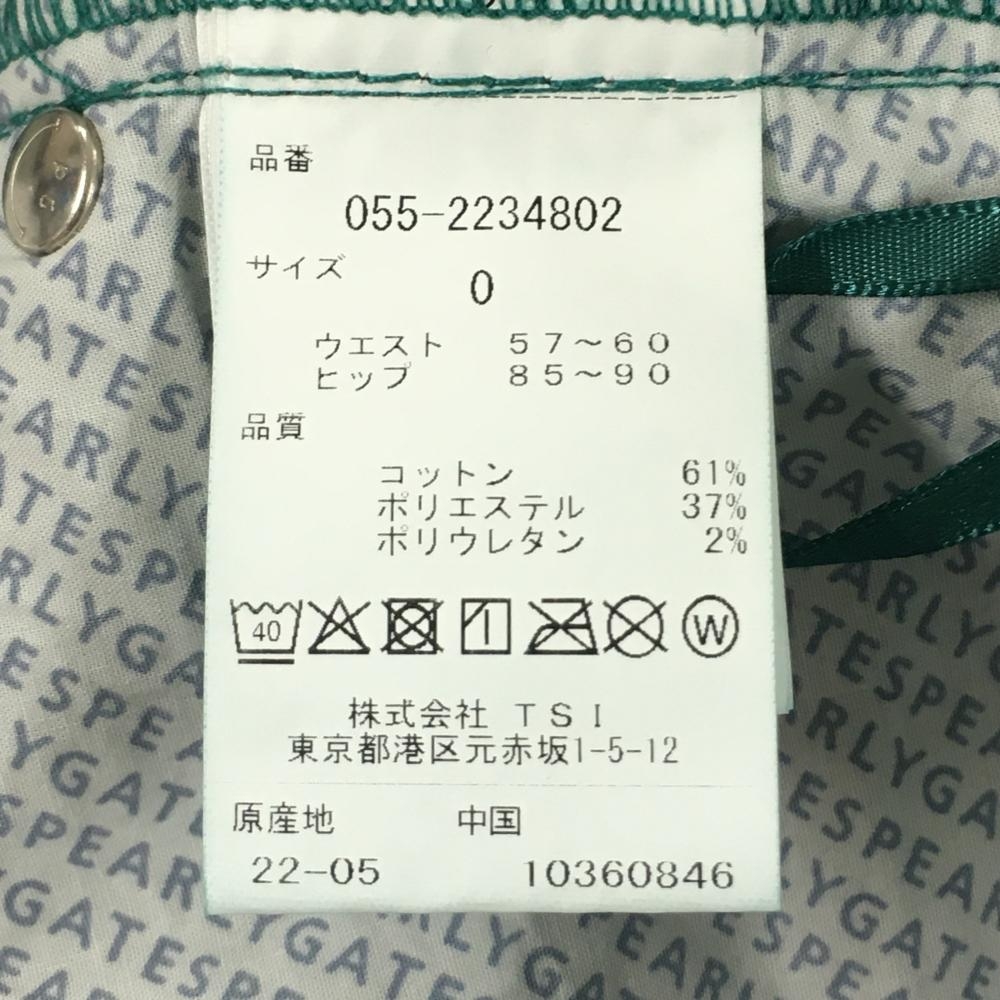 品番
055-2234802
サイズ
0
ウエスト 57～60
ヒップ 85～90
品質
コットン 61%
ポリエステル 37%
ポリウレタン 2%
40
W
株式会社 TSI
東京都港区元赤坂1-5-12
原産地 中国
22-05 10360846
PEARLYGATES